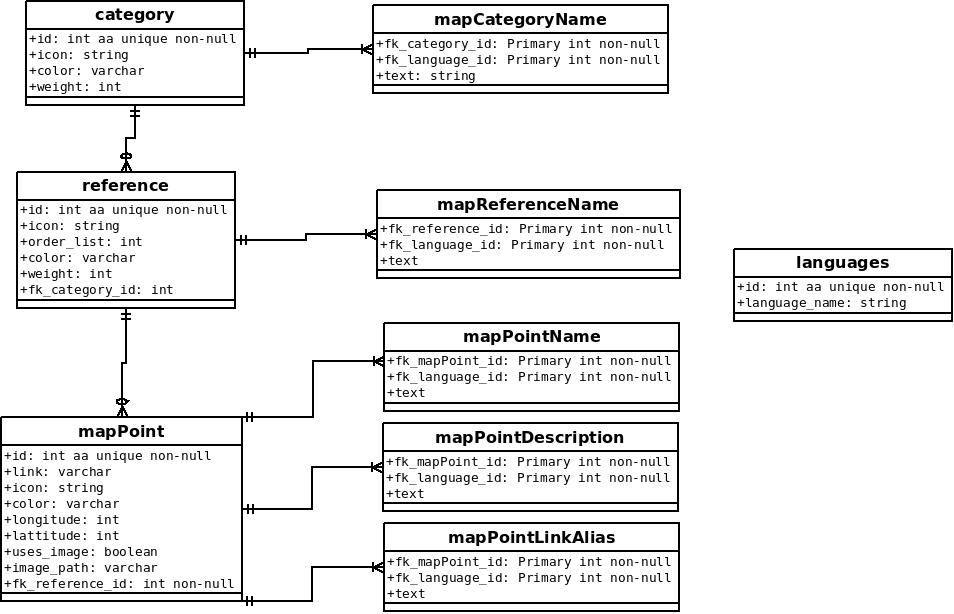 category
+id: int aa unique non-null
+icon: string
+color: varchar
+weight: int
mapCategoryName
+fk_category_id: Primary int non-null
+fk_language_id: Primary int non-null
+text: string
reference
+id: int aa unique non-null
+icon: string
+order_list: int
+color: varchar
+weight: int
+fk_category_id: int
mapReferenceName
+fk_reference_id: Primary int non-null
+fk_language_id: Primary int non-null
+text
languages
+id: int aa unique non-null
+language_name: string
mapPointName
+fk_mapPoint_id: Primary int non-null
+fk_language_id: Primary int non-null
+text
mapPoint
+id: int aa unique non-null
+link: varchar
+icon: string
+color: varchar
+longitude: int
+lattitude: int
+uses_image: boolean
+image_path: varchar
+fk_reference_id: int non-null
mapPointDescription
+fk_mapPoint_id: Primary int non-null
+fk_language_id: Primary int non-null
+text
mapPointLinkAlias
+fk_mapPoint_id: Primary int non-null
+fk_language_id: Primary int non-null
+text